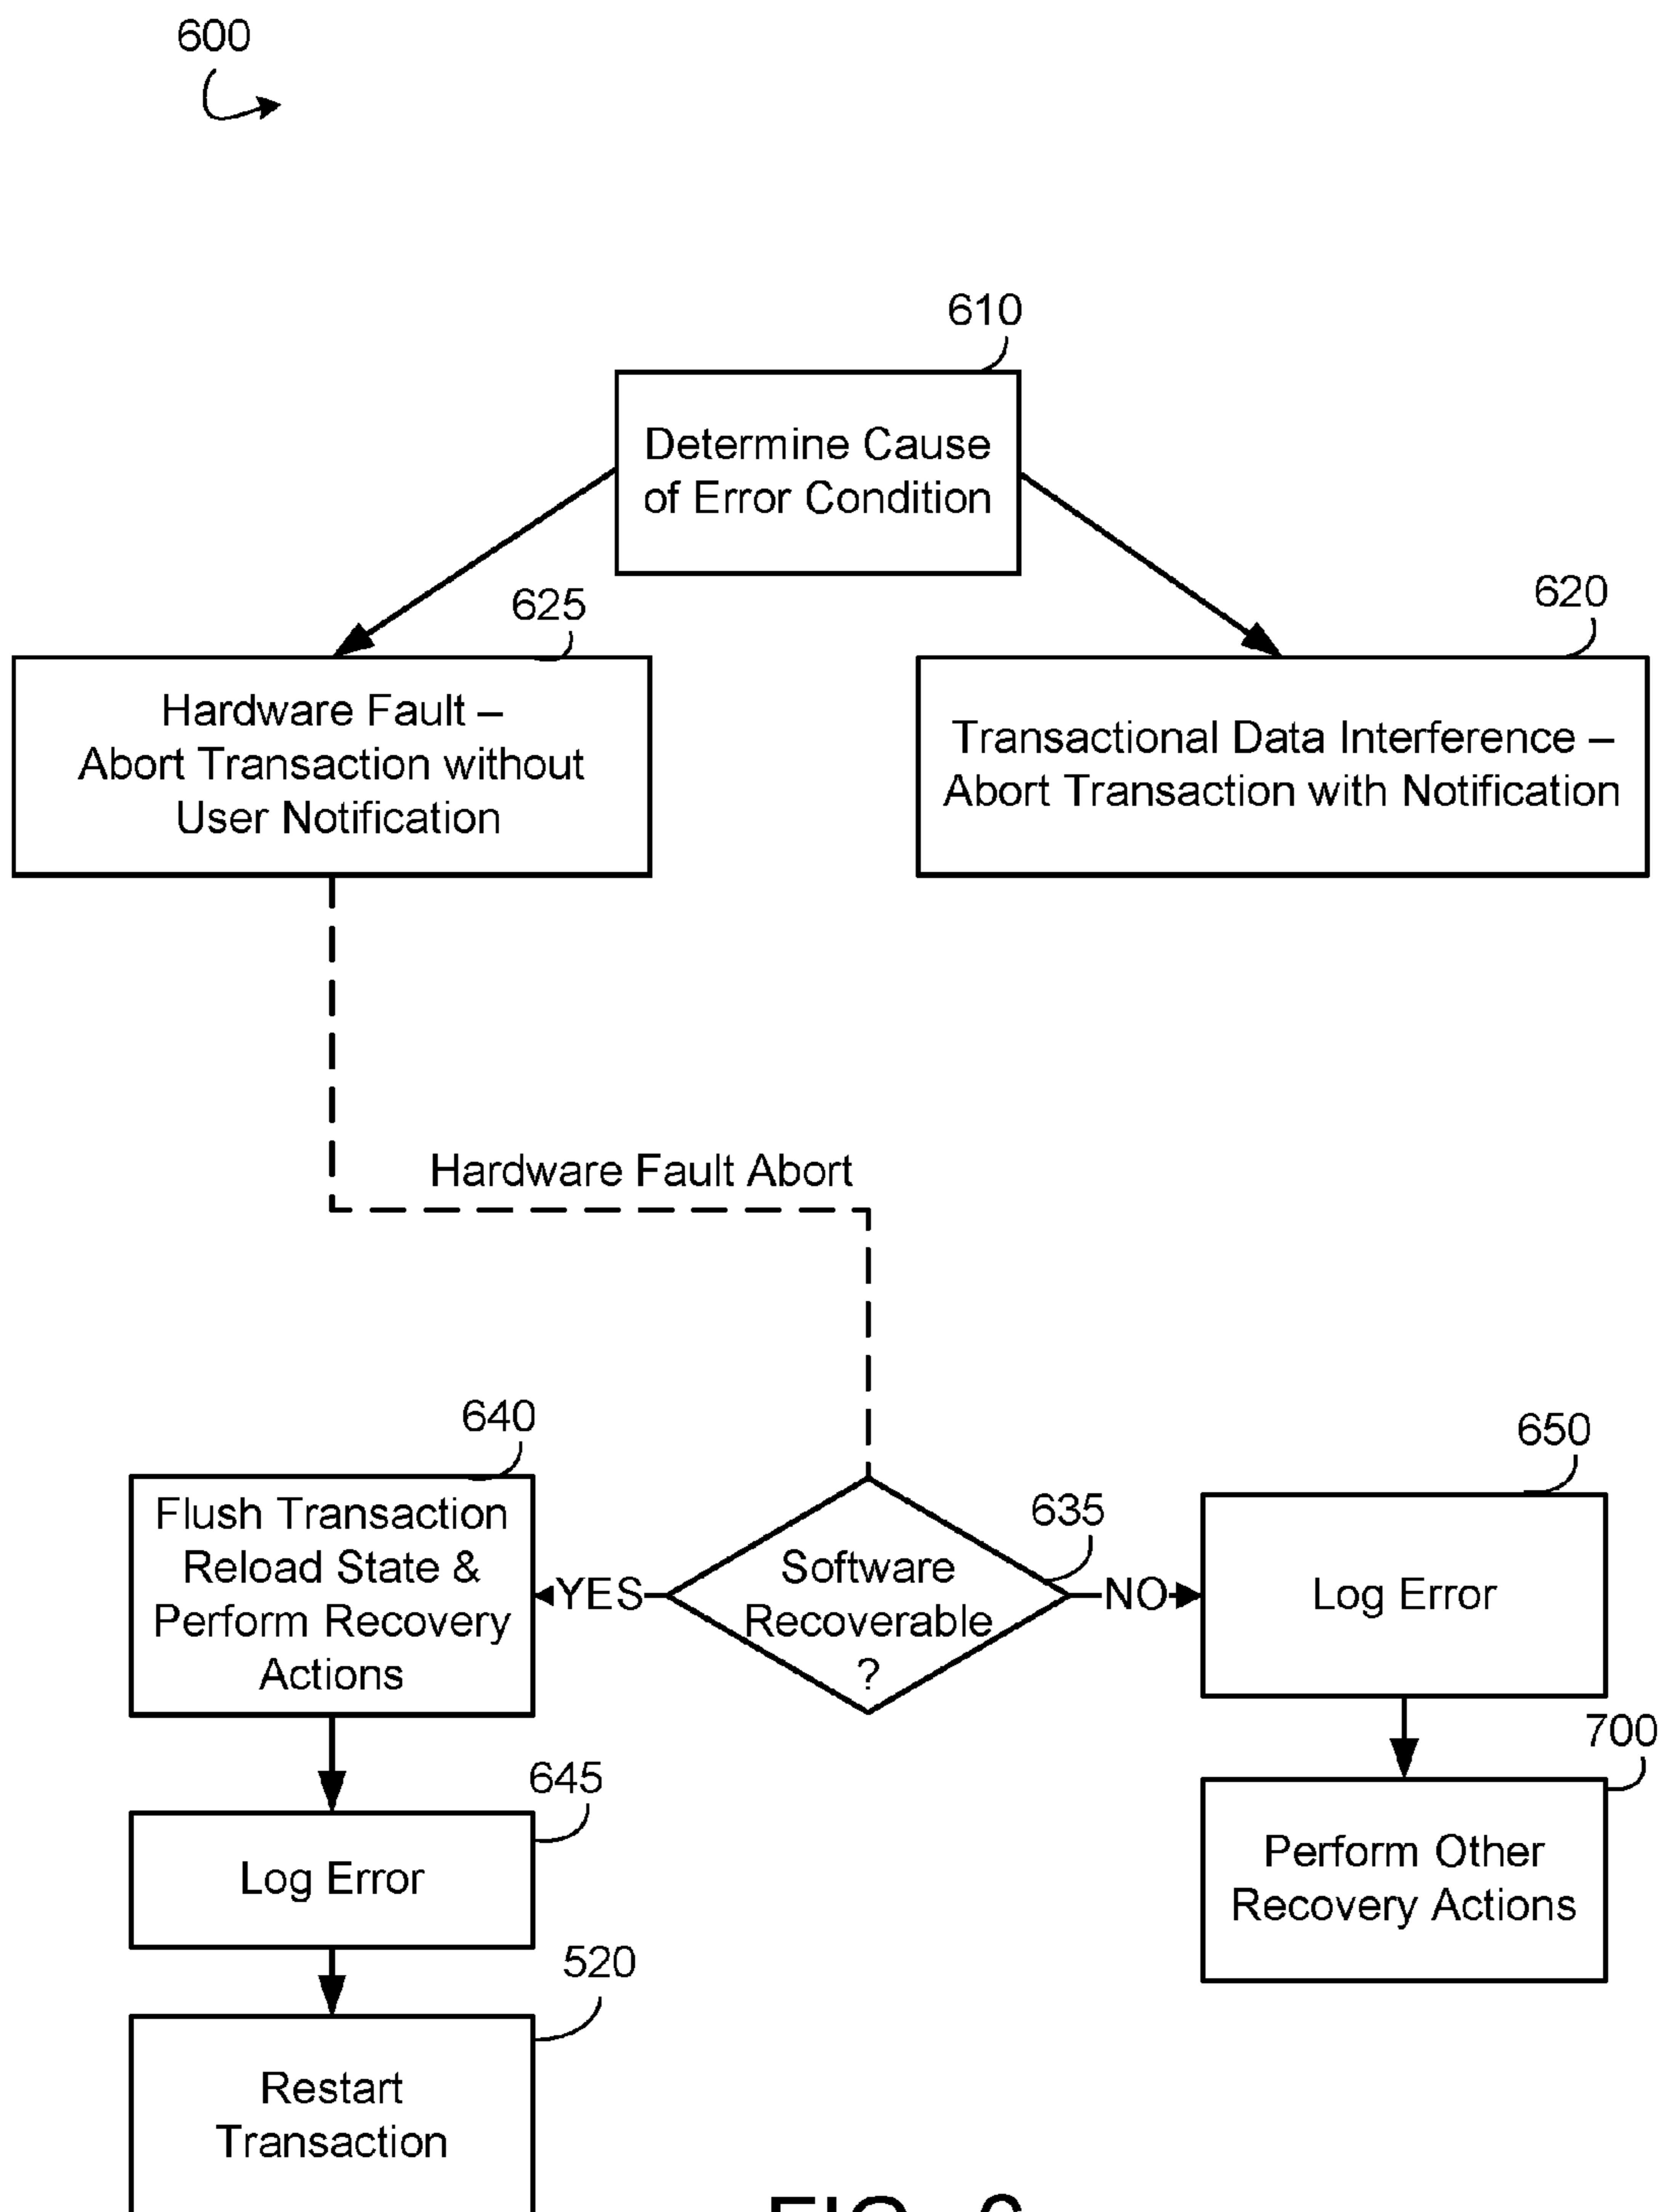 600
610
Determine Cause
of Error Condition
625
620
Hardware Fault –
Abort Transaction without
User Notification
Transactional Data Interference –
Abort Transaction with Notification
Hardware Fault Abort
640
650
635
Flush Transaction
Reload State &
Perform Recovery
Actions
YES
Software
Recoverable
?
NO
Log Error
700
645
Log Error
Perform Other
Recovery Actions
520
Restart
Transaction